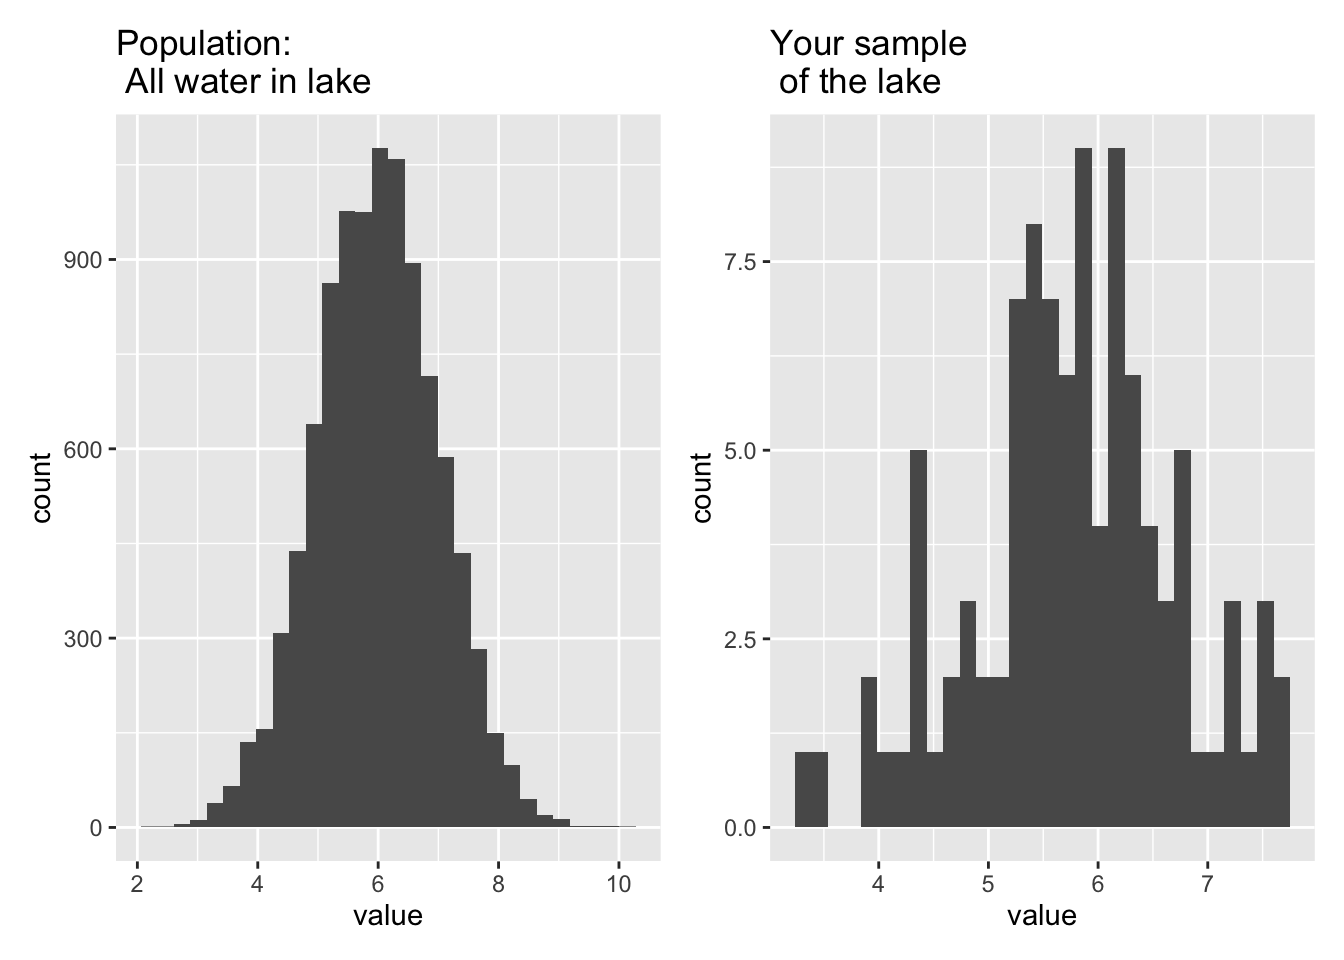 Population:
All water in lake
count
900
600
300
0
2 4 6 8 10
value
Your sample
of the lake
count
7.5
5.0
2.5
0.0
4 5 6 7
value